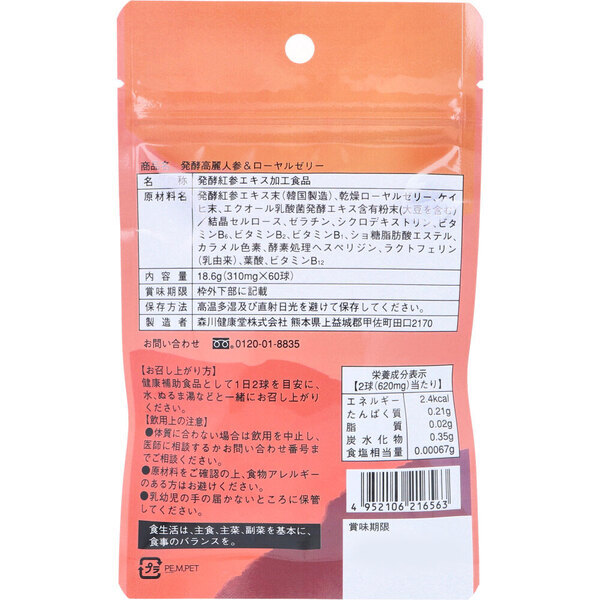 商品名 発酵高麗人参&ローヤルゼリー
名 称 発酵紅参エキス加工食品
原材料名 発酵紅参エキス末(韓国製造)、乾燥ローヤルゼリー、ケイ
ヒ末、エクオール乳酸菌発酵エキス含有粉末(大豆を含む)
/結晶セルロース、ゼラチン、シクロデキストリン、ビタ
ミンB₆、ビタミンB₂、ビタミンB₁、ショ糖脂肪酸エステル、
カラメル色素、酵素処理ヘスペリジン、ラクトフェリン
(乳由来)、葉酸、ビタミンB₁₂
内 容 量 18.6g(310mg×60球)
賞味期限 枠外下部に記載
保存方法 高温多湿及び直射日光を避けて保存してください。
製 造 者 森川健康堂株式会社 熊本県上益城郡甲佐町田口2170
お問い合わせ 0120-01-8835
【お召し上がり方】
健康補助食品として1日2球を目安に、
水、ぬるま湯などと一緒にお召し上がり
ください。
【飲用上の注意】
●体質に合わない場合は飲用を中止し、
医師に相談するかお問い合わせ番号ま
でご相談ください。
●原材料をご確認の上、食物アレルギー
のある方はお避けください。
●乳幼児の手の届かないところに保管
してください。
食生活は、主食、主菜、副菜を基本に、
食事のバランスを。
プラ PE.M.PET
栄養成分表示
【2球(620mg)当たり】
エネルギー 2.4kcal
たんぱく質 0.21g
脂 質 0.02g
炭水化物 0.35g
食塩相当量 0.00067g
4 952106 216563
賞味期限